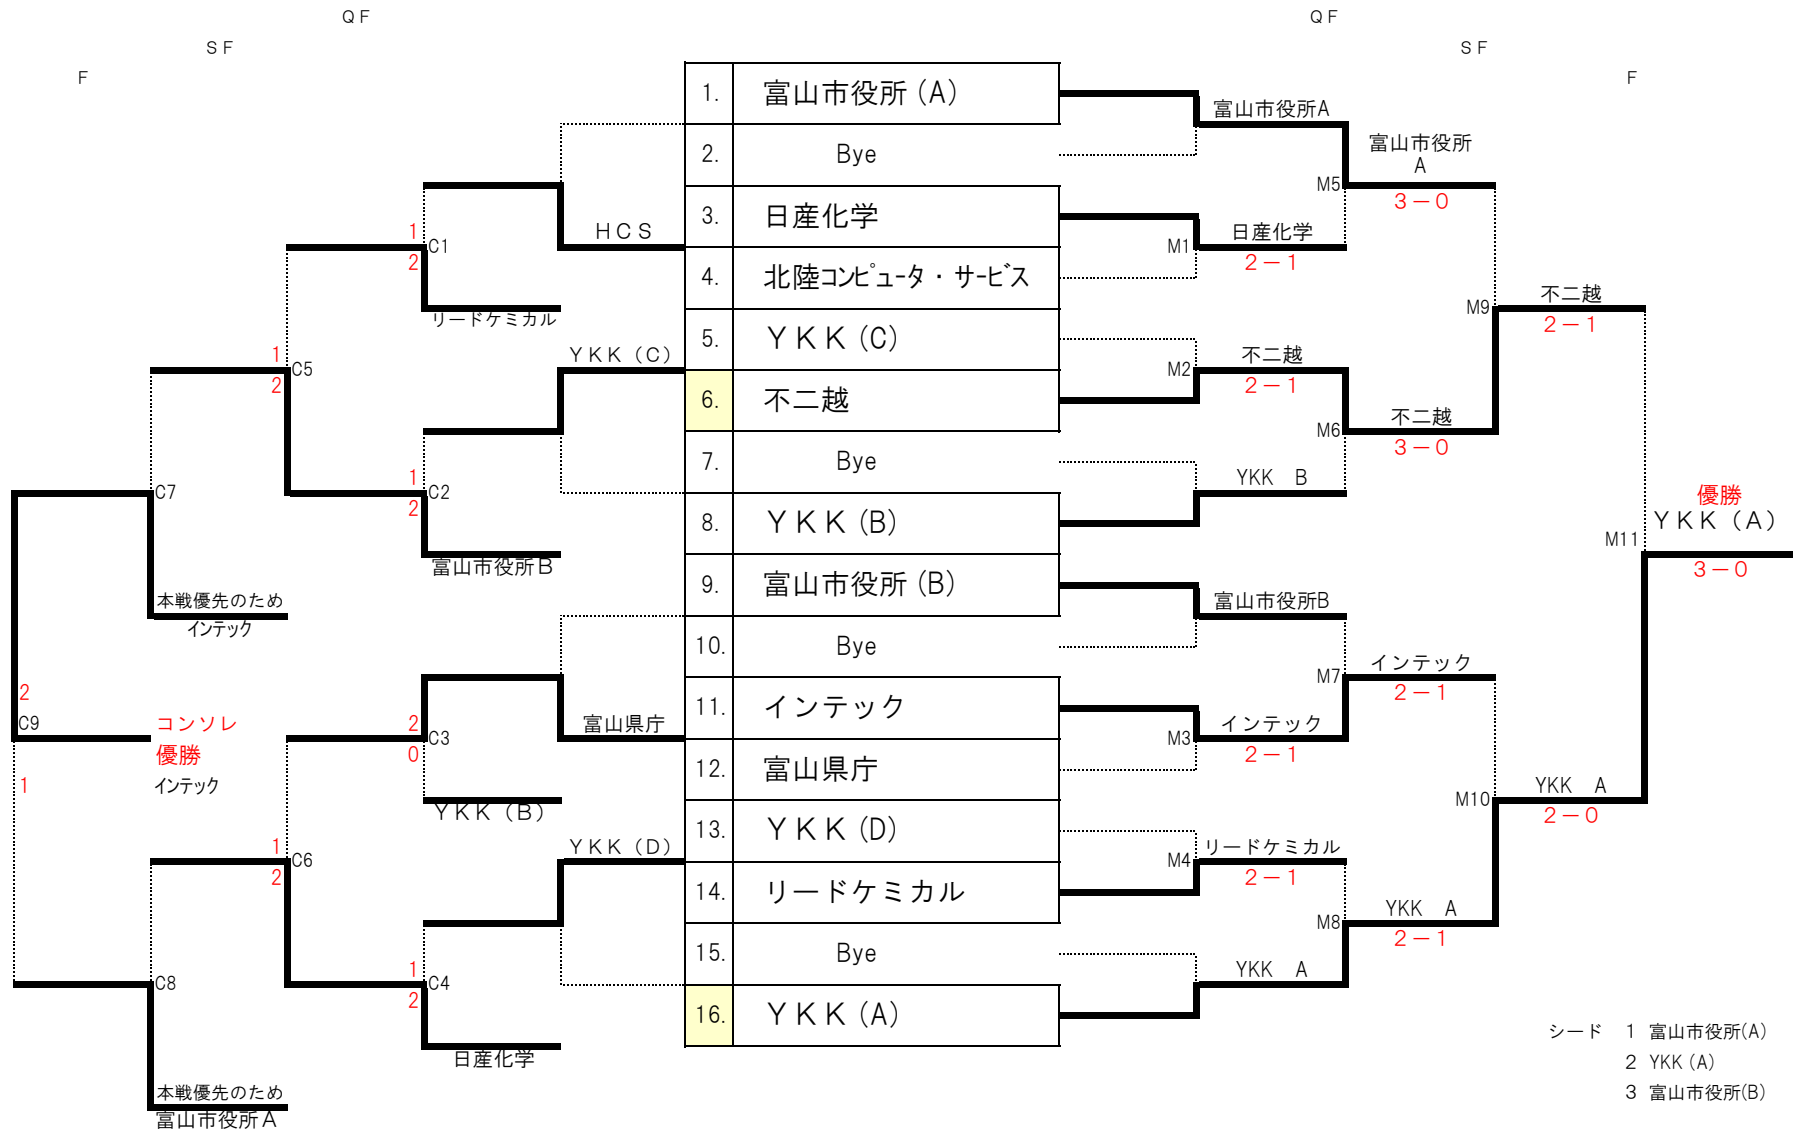 QF
QF
SF
SF
F
F
1. 富山市役所(A)
富山市役所A
2. Bye
富山市役所
A
M5
3-0
3. 日産化学
HCS
日産化学
1
C1
M1
2
2-1
4. 北陸コンピュータ・サービス
リードケミカル
不二越
M9
2-1
5. YKK(C)
YKK(C)
不二越
1
C5
M2
2
2-1
6. 不二越
不二越
M6
3-0
7. Bye
YKK B
1
C2
2
C7
優勝
YKK(A)
8. YKK(B)
M11
富山市役所B
3-0
9. 富山市役所(B)
本戦優先のため
富山市役所B
インテック
10. Bye
インテック
M7
2-1
2
11. インテック
C9
コンソレ
優勝
インテック
1
2
C3
0
富山県庁
インテック
M3
2-1
12. 富山県庁
YKK A
M10
2-0
YKK(B)
13. YKK(D)
YKK(D)
リードケミカル
1
C6
M4
2
2-1
14. リードケミカル
YKK A
M8
2-1
15. Bye
YKK A
1
C4
2
C8
16. YKK(A)
日産化学
シード 1 富山市役所(A)
2 YKK(A)
3 富山市役所(B)
本戦優先のため
富山市役所A